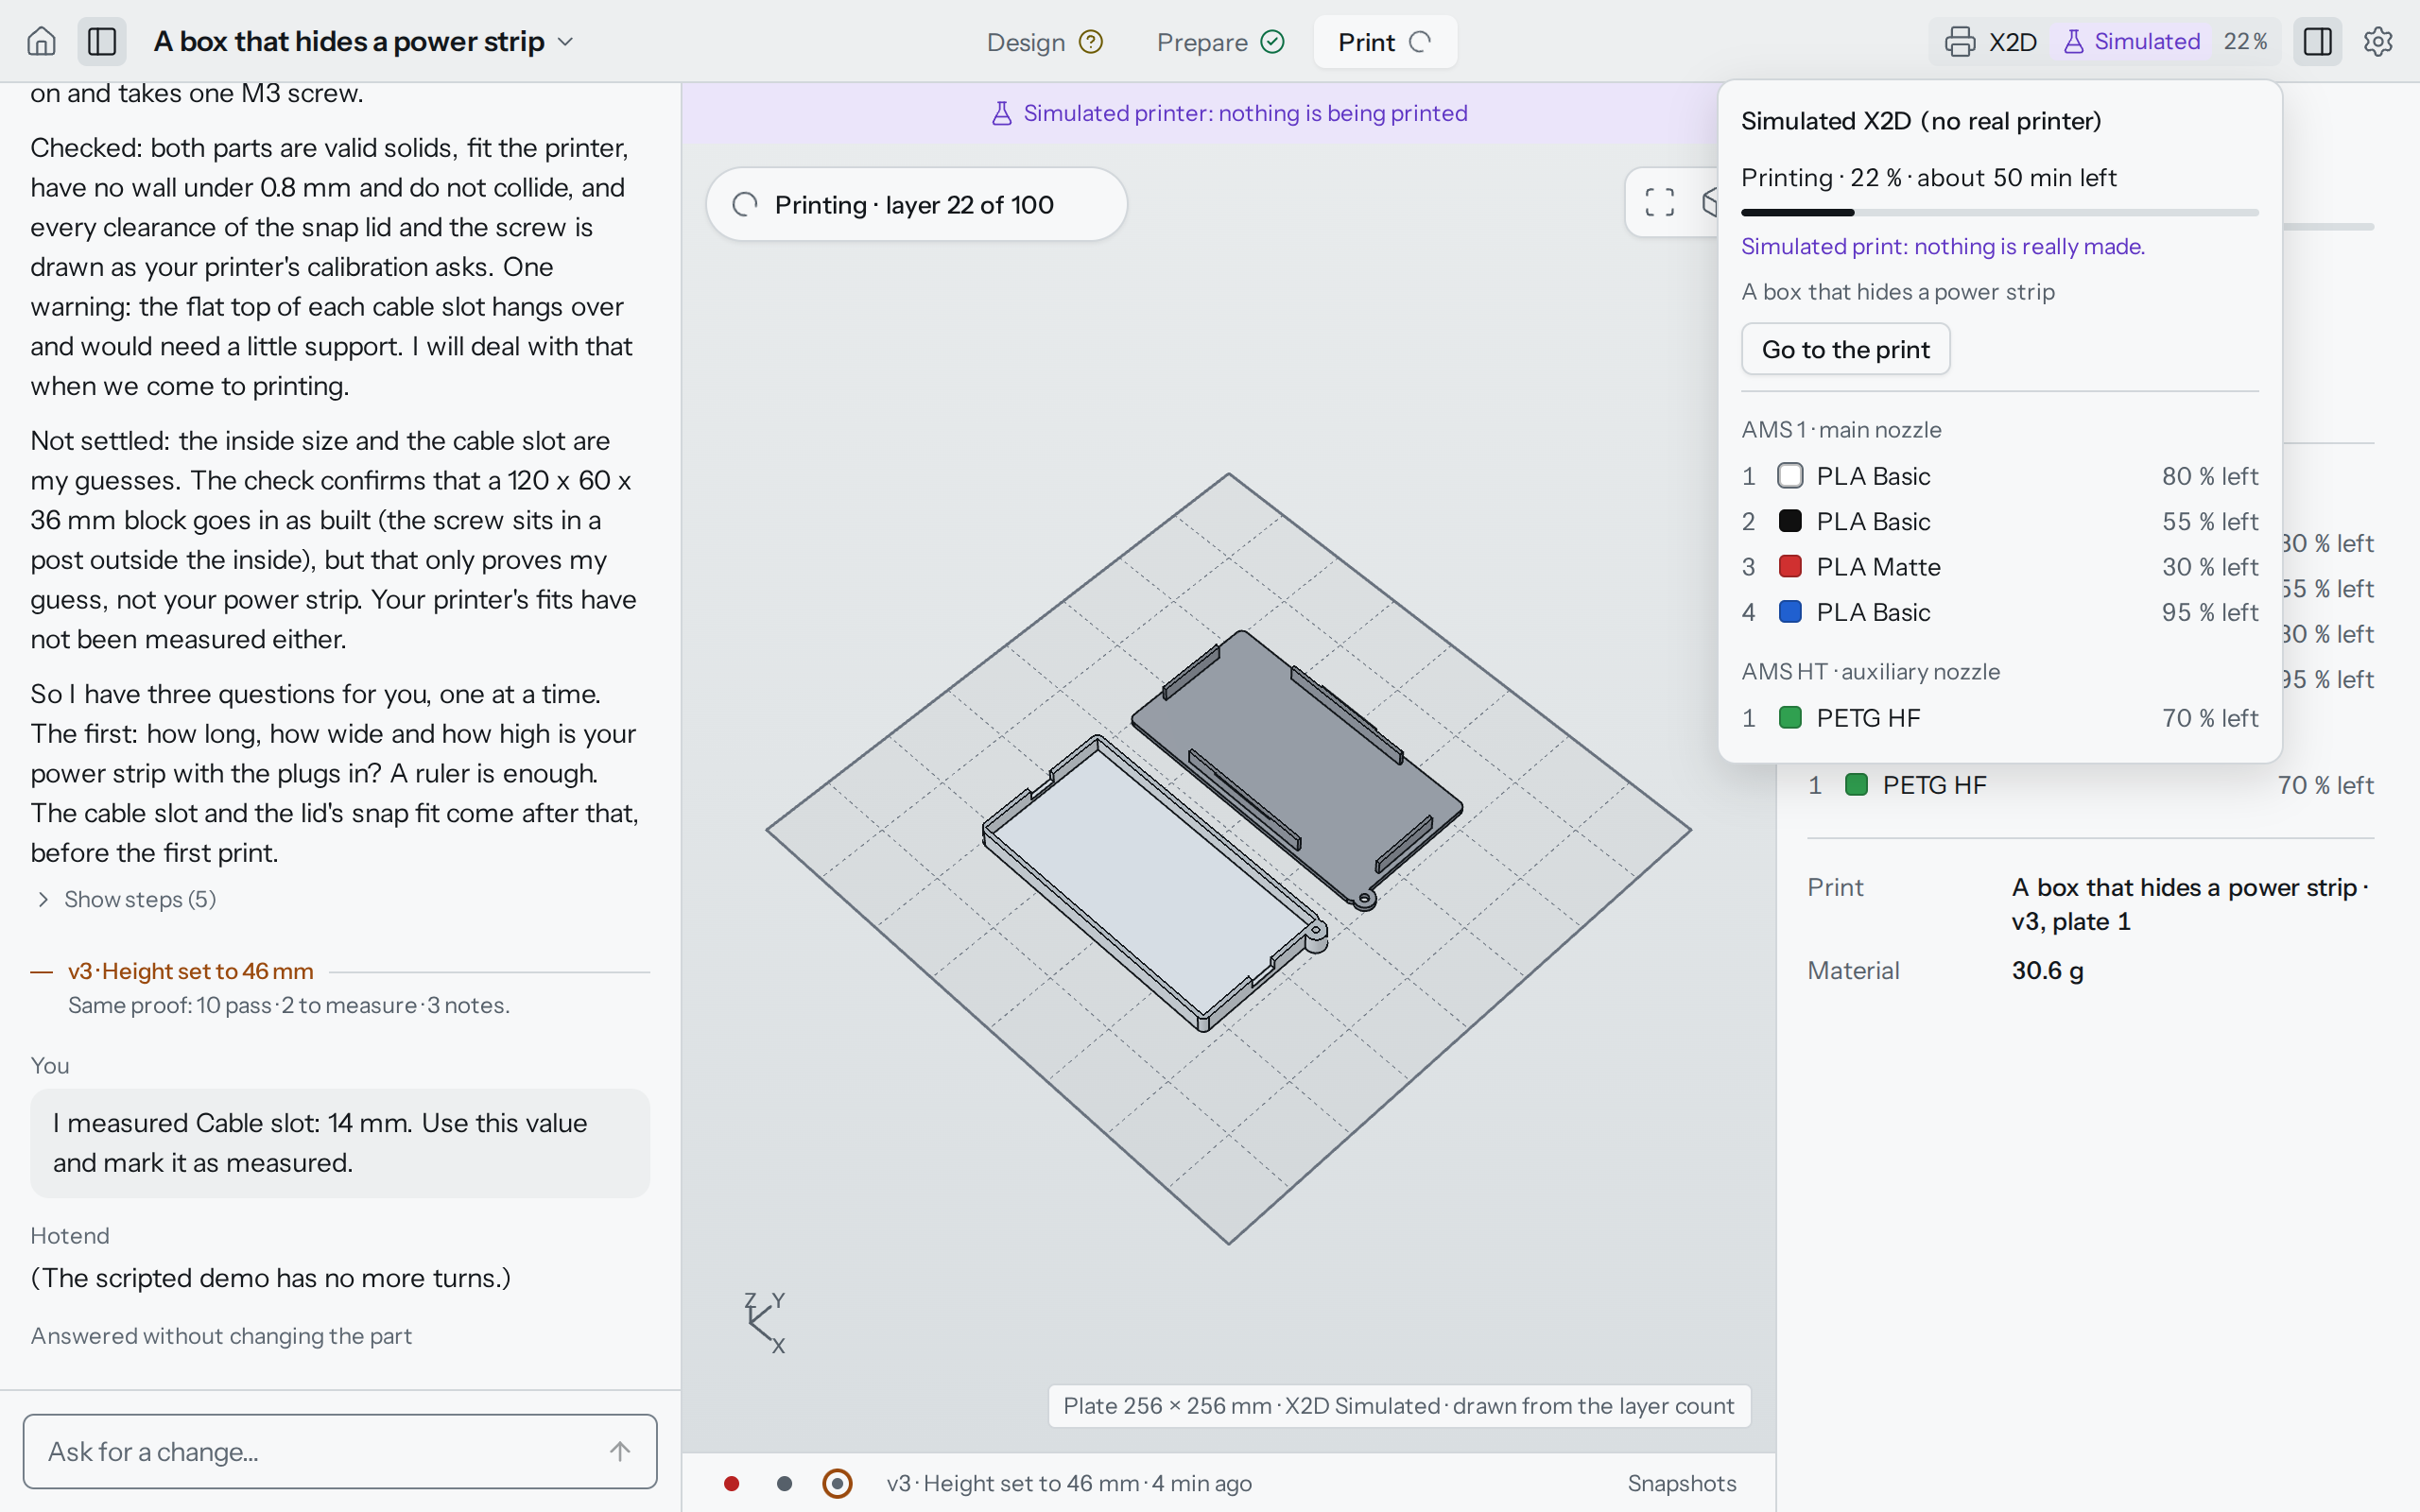 A box that hides a power strip
Design
Prepare
Print
X2D
Simulated
22 %
on and takes one M3 screw.
Checked: both parts are valid solids, fit the printer,
have no wall under 0.8 mm and do not collide, and
every clearance of the snap lid and the screw is
drawn as your printer's calibration asks. One
warning: the flat top of each cable slot hangs over
and would need a little support. I will deal with that
when we come to printing.
Not settled: the inside size and the cable slot are
my guesses. The check confirms that a 120 x 60 x
36 mm block goes in as built (the screw sits in a
post outside the inside), but that only proves my
guess, not your power strip. Your printer's fits have
not been measured either.
So I have three questions for you, one at a time.
The first: how long, how wide and how high is your
power strip with the plugs in? A ruler is enough.
The cable slot and the lid's snap fit come after that,
before the first print.
Show steps (5)
v3 · Height set to 46 mm
Same proof: 10 pass · 2 to measure · 3 notes.
You
I measured Cable slot: 14 mm. Use this value
and mark it as measured.
Hotend
(The scripted demo has no more turns.)
Answered without changing the part
Ask for a change...
Simulated printer: nothing is being printed
Printing · layer 22 of 100
Z Y
X
Plate 256 × 256 mm · X2D Simulated · drawn from the layer count
v3 · Height set to 46 mm · 4 min ago
Snapshots
Simulated X2D (no real printer)
Printing · 22 % · about 50 min left
Simulated print: nothing is really made.
A box that hides a power strip
Go to the print
AMS 1 · main nozzle
1 PLA Basic 80 % left
2 PLA Basic 55 % left
3 PLA Matte 30 % left
4 PLA Basic 95 % left
AMS HT · auxiliary nozzle
1 PETG HF 70 % left
0 % left
5 % left
0 % left
5 % left
1 PETG HF 70 % left
Print A box that hides a power strip ·
v3, plate 1
Material 30.6 g